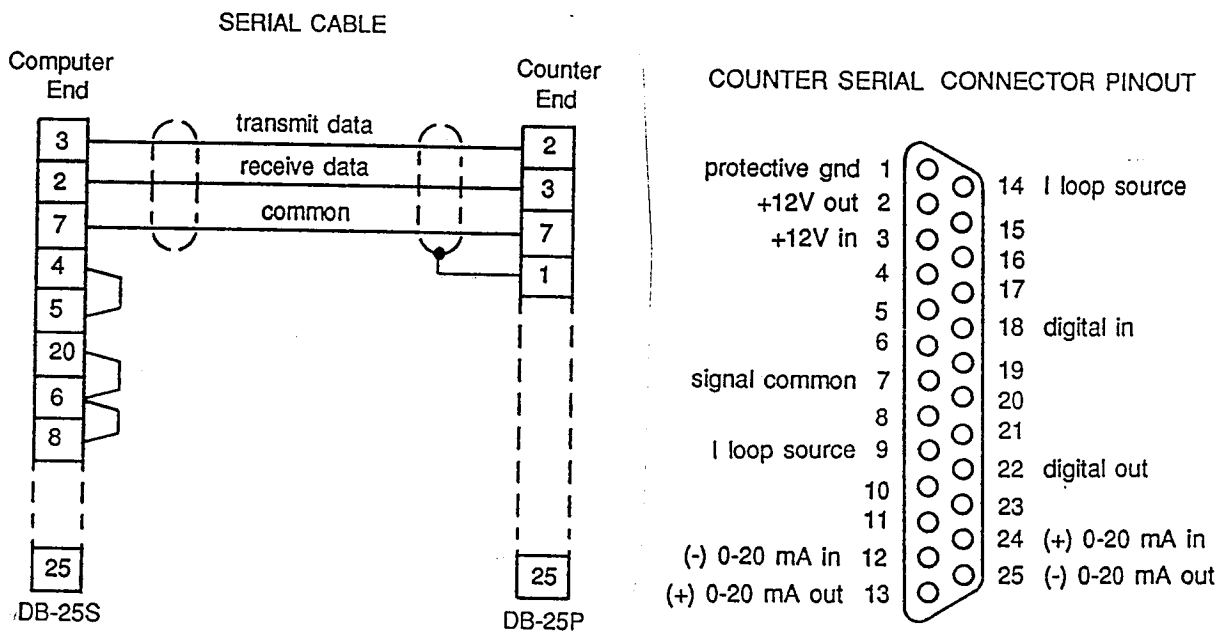 SERIAL CABLE
Computer
End
Counter
End
3
transmit data
2
2
receive data
3
7
common
7
4
1
5
20
6
8
25
25
DB-25S
DB-25P
COUNTER SERIAL CONNECTOR PINOUT
protective gnd 1
14 I loop source
+12V out 2
15
+12V in 3
16
4
17
5
18 digital in
6
19
signal common 7
20
8
21
I loop source 9
22 digital out
10
23
11
24 (+) 0-20 mA in
(-) 0-20 mA in 12
25 (-) 0-20 mA out
(+) 0-20 mA out 13